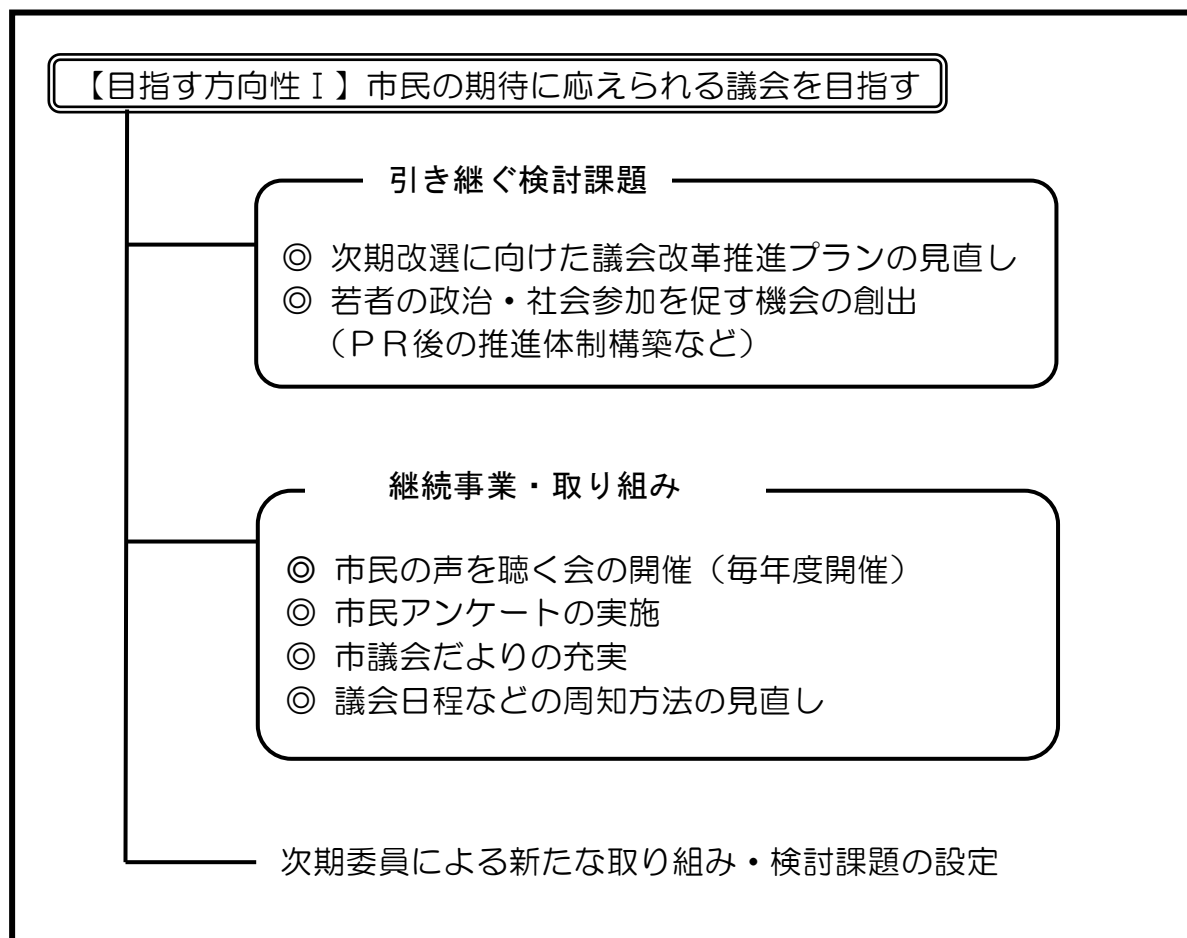 【目指す方向性Ⅰ】市民の期待に応えられる議会を目指す
引き継ぐ検討課題
◎ 次期改選に向けた議会改革推進プランの見直し
◎ 若者の政治・社会参加を促す機会の創出
（ＰＲ後の推進体制構築など）
継続事業・取り組み
◎ 市民の声を聴く会の開催（毎年度開催）
◎ 市民アンケートの実施
◎ 市議会だよりの充実
◎ 議会日程などの周知方法の見直し
次期委員による新たな取り組み・検討課題の設定